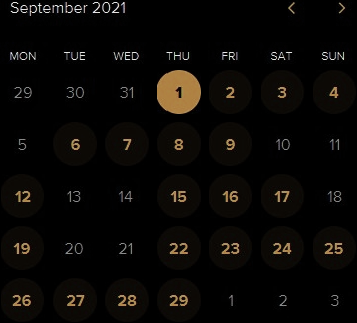 September 2021
MON TUE WED THU FRI SAT SUN
29 30 31 1 2 3 4
5 6 7 8 9 10 11
12 13 14 15 16 17 18
19 20 21 22 23 24 25
26 27 28 29 1 2 3